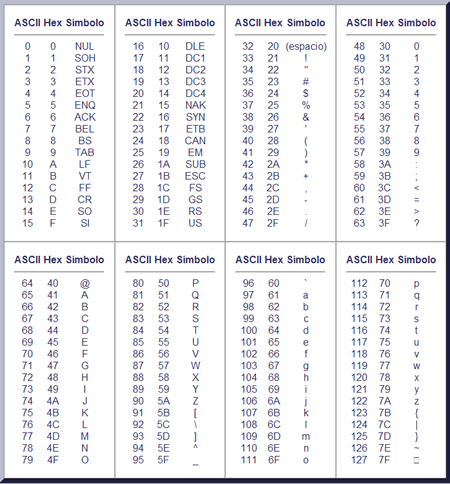 ASCII Hex Simbolo
0 0 NUL
1 1 SOH
2 2 STX
3 3 ETX
4 4 EOT
5 5 ENQ
6 6 ACK
7 7 BEL
8 8 BS
9 9 TAB
10 A LF
11 B VT
12 C FF
13 D CR
14 E SO
15 F SI
ASCII Hex Simbolo
16 10 DLE
17 11 DC1
18 12 DC2
19 13 DC3
20 14 DC4
21 15 NAK
22 16 SYN
23 17 ETB
24 18 CAN
25 19 EM
26 1A SUB
27 1B ESC
28 1C FS
29 1D GS
30 1E RS
31 1F US
ASCII Hex Simbolo
32 20 (espacio)
33 21 !
34 22 "
35 23 #
36 24 $
37 25 %
38 26 &
39 27 '
40 28 (
41 29 )
42 2A *
43 2B +
44 2C ,
45 2D -
46 2E .
47 2F /
ASCII Hex Simbolo
48 30 0
49 31 1
50 32 2
51 33 3
52 34 4
53 35 5
54 36 6
55 37 7
56 38 8
57 39 9
58 3A :
59 3B ;
60 3C <
61 3D =
62 3E >
63 3F ?
ASCII Hex Simbolo
64 40 @
65 41 A
66 42 B
67 43 C
68 44 D
69 45 E
70 46 F
71 47 G
72 48 H
73 49 I
74 4A J
75 4B K
76 4C L
77 4D M
78 4E N
79 4F O
ASCII Hex Simbolo
80 50 P
81 51 Q
82 52 R
83 53 S
84 54 T
85 55 U
86 56 V
87 57 W
88 58 X
89 59 Y
90 5A Z
91 5B [
92 5C \
93 5D ]
94 5E ^
95 5F _
ASCII Hex Simbolo
96 60 `
97 61 a
98 62 b
99 63 c
100 64 d
101 65 e
102 66 f
103 67 g
104 68 h
105 69 i
106 6A j
107 6B k
108 6C l
109 6D m
110 6E n
111 6F o
ASCII Hex Simbolo
112 70 p
113 71 q
114 72 r
115 73 s
116 74 t
117 75 u
118 76 v
119 77 w
120 78 x
121 79 y
122 7A z
123 7B {
124 7C |
125 7D }
126 7E ~
127 7F □